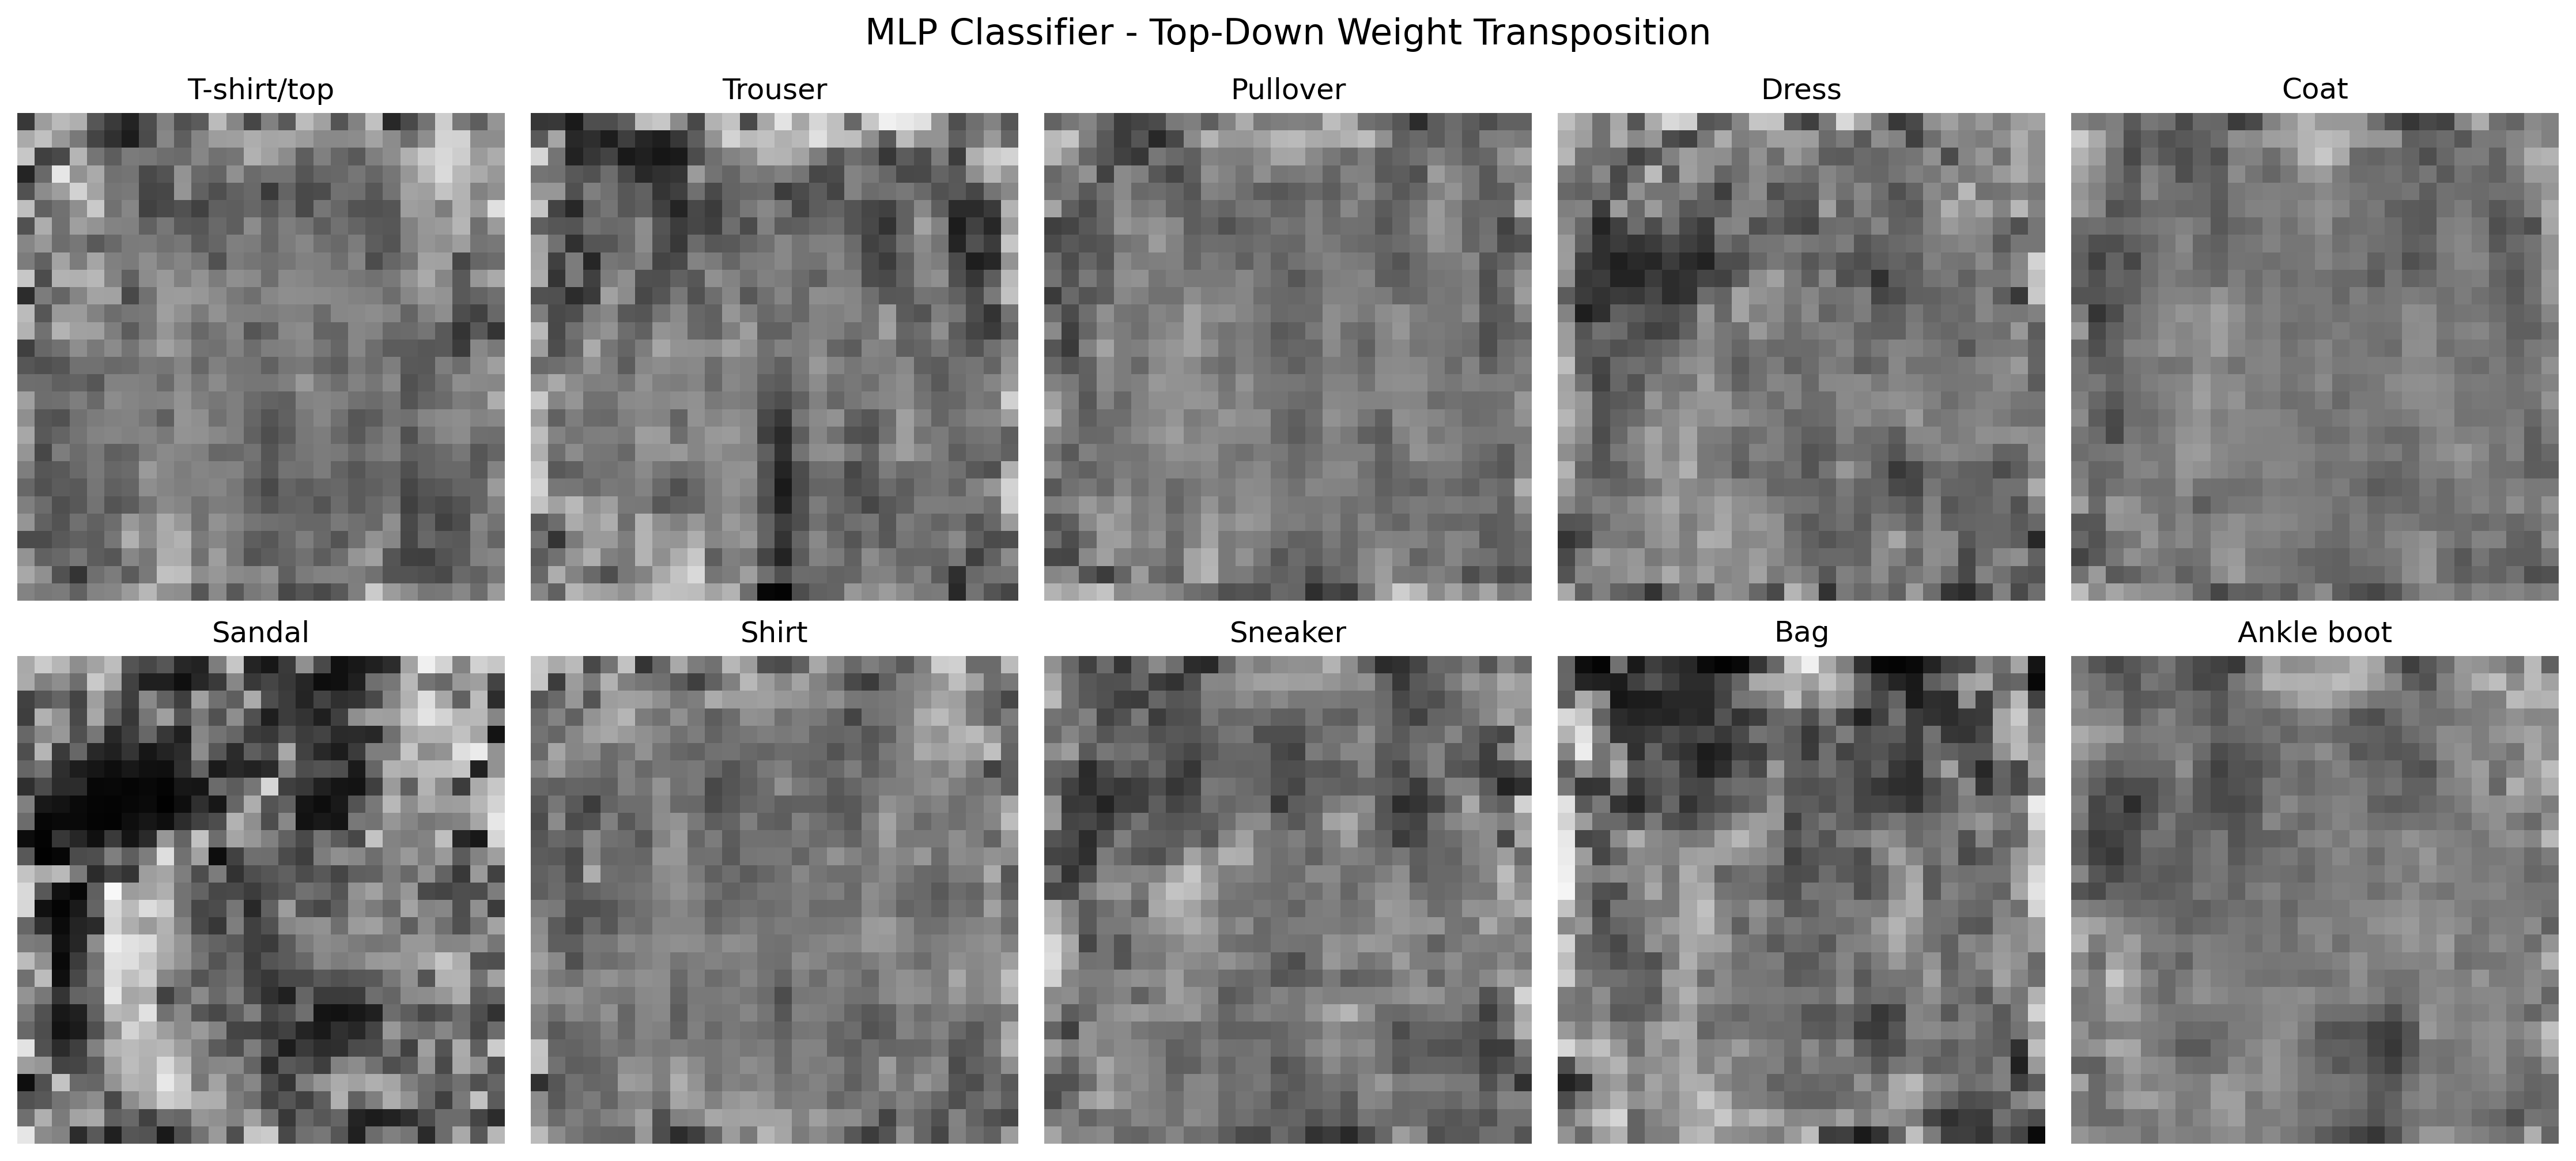 MLP Classifier - Top-Down Weight Transposition
T-shirt/top
Trouser
Pullover
Dress
Coat
Sandal
Shirt
Sneaker
Bag
Ankle boot